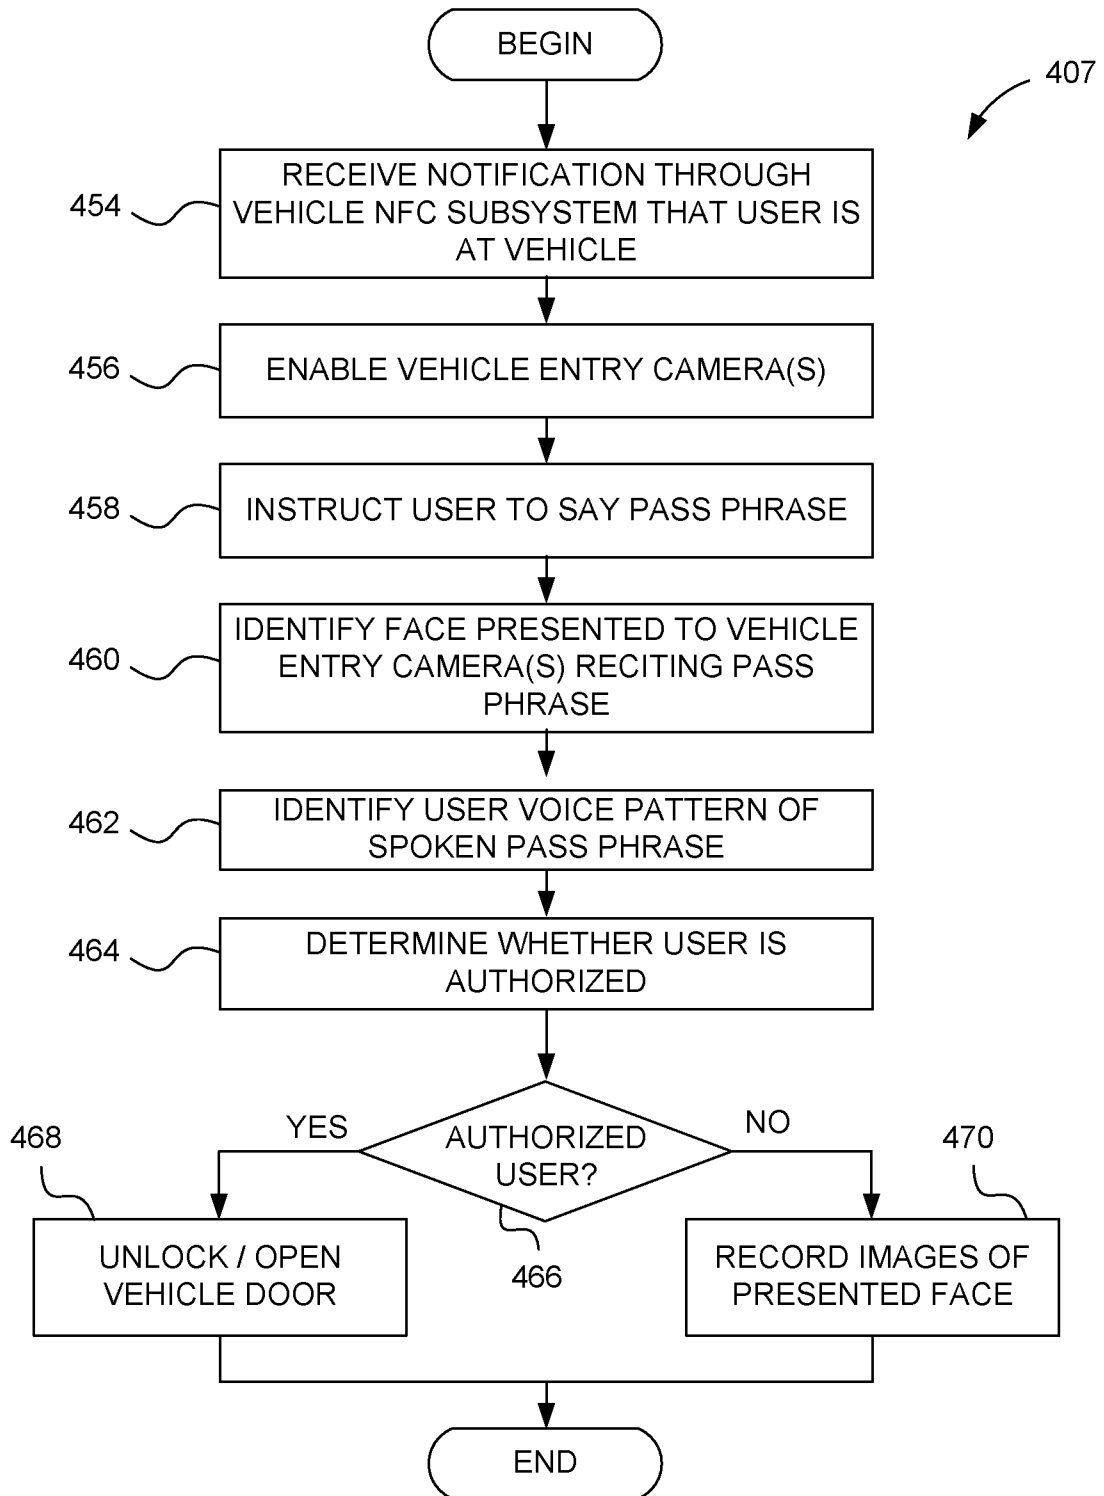 BEGIN
407
RECEIVE NOTIFICATION THROUGH
VEHICLE NFC SUBSYSTEM THAT USER IS
AT VEHICLE
454
ENABLE VEHICLE ENTRY CAMERA(S)
456
INSTRUCT USER TO SAY PASS PHRASE
458
IDENTIFY FACE PRESENTED TO VEHICLE
ENTRY CAMERA(S) RECITING PASS
PHRASE
460
IDENTIFY USER VOICE PATTERN OF
SPOKEN PASS PHRASE
462
DETERMINE WHETHER USER IS
AUTHORIZED
464
AUTHORIZED
USER?
466
YES
NO
468
UNLOCK / OPEN
VEHICLE DOOR
470
RECORD IMAGES OF
PRESENTED FACE
END